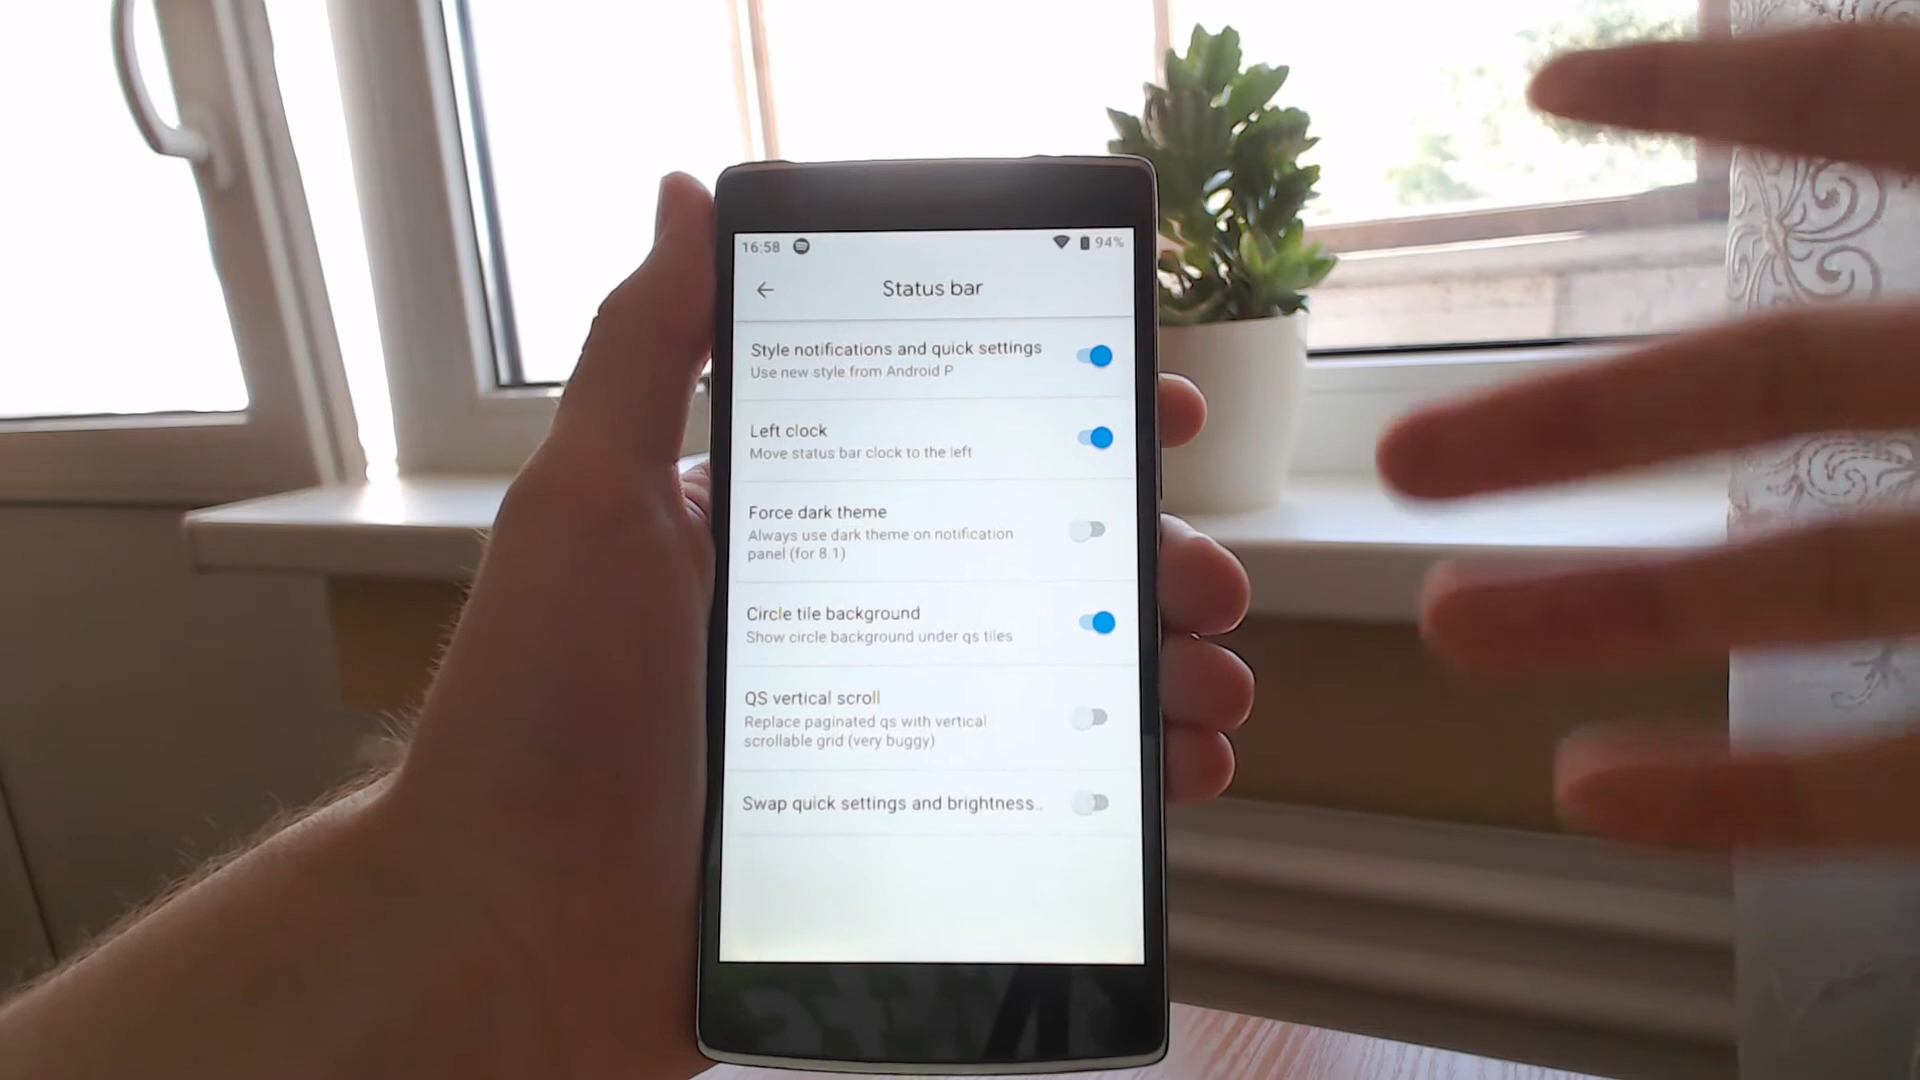 16:58 94%
Status bar
Style notifications and quick settings
Use new style from Android P
Left clock
Move status bar clock to the left
Force dark theme
Always use dark theme on notification
panel (for 8.1)
Circle tile background
Show circle background under qs tiles
QS vertical scroll
Replace paginated qs with vertical
scrollable grid (very buggy)
Swap quick settings and brightness..